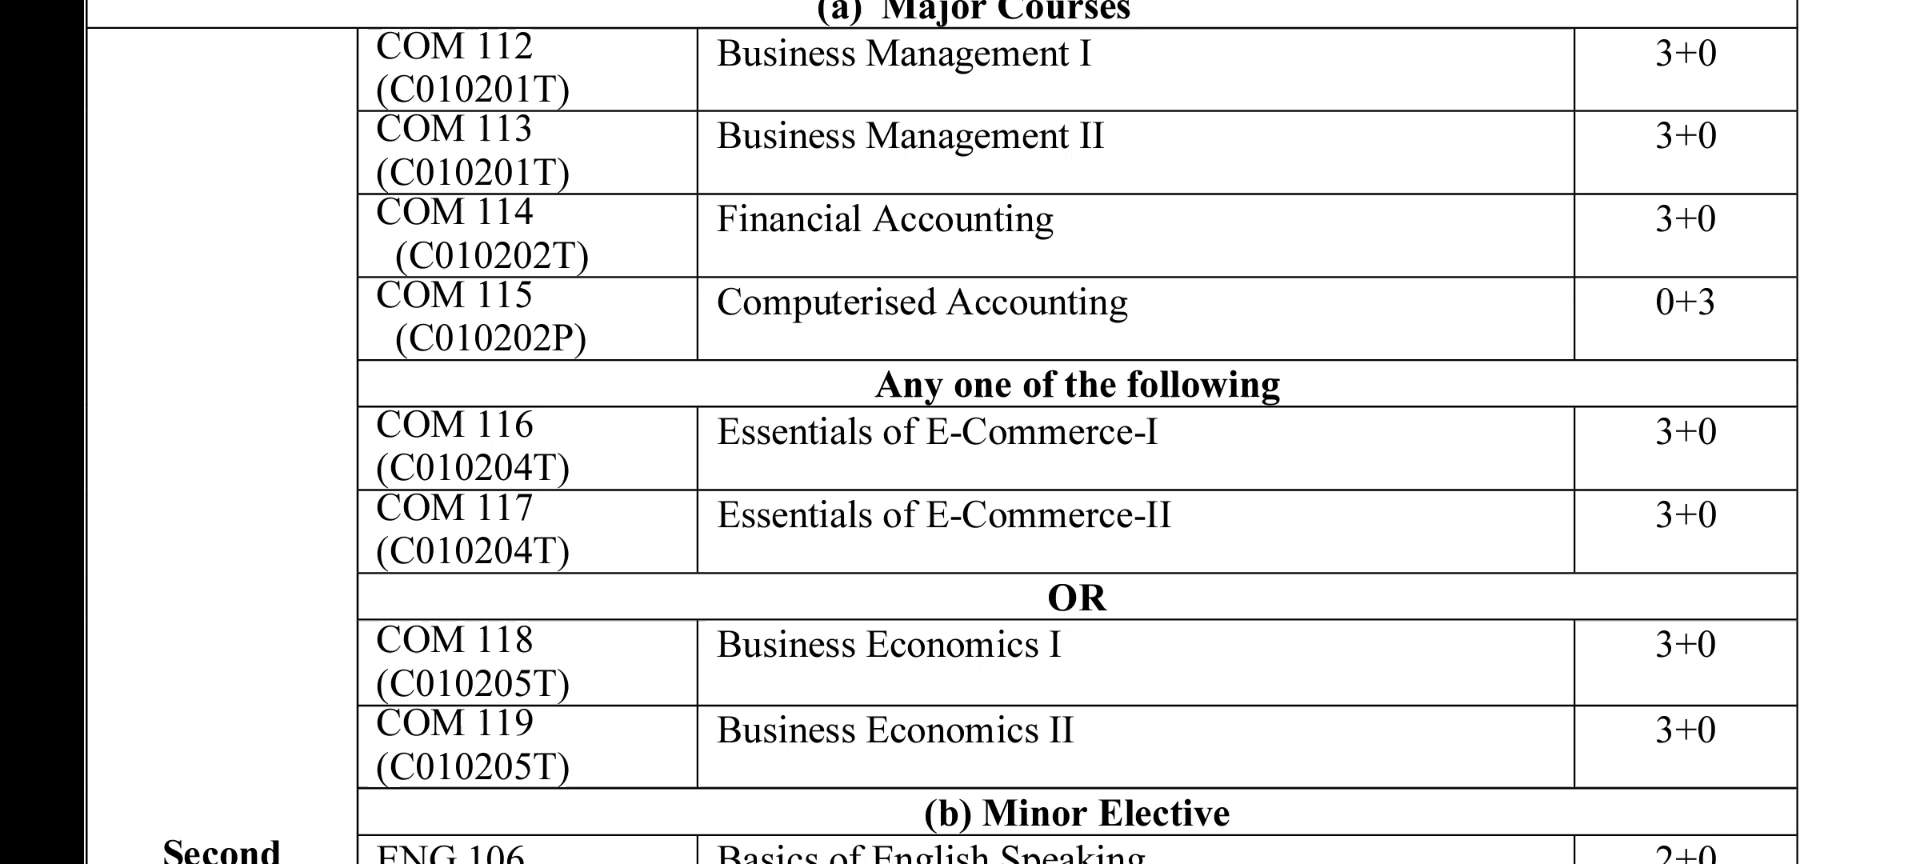 (a) Major Courses
COM 112
(C010201T)
Business Management I
3+0
COM 113
(C010201T)
Business Management II
3+0
COM 114
(C010202T)
Financial Accounting
3+0
COM 115
(C010202P)
Computerised Accounting
0+3
Any one of the following
COM 116
(C010204T)
Essentials of E-Commerce-I
3+0
COM 117
(C010204T)
Essentials of E-Commerce-II
3+0
OR
COM 118
(C010205T)
Business Economics I
3+0
COM 119
(C010205T)
Business Economics II
3+0
(b) Minor Elective
Second
ENG 106
Basics of English Speaking
2+0